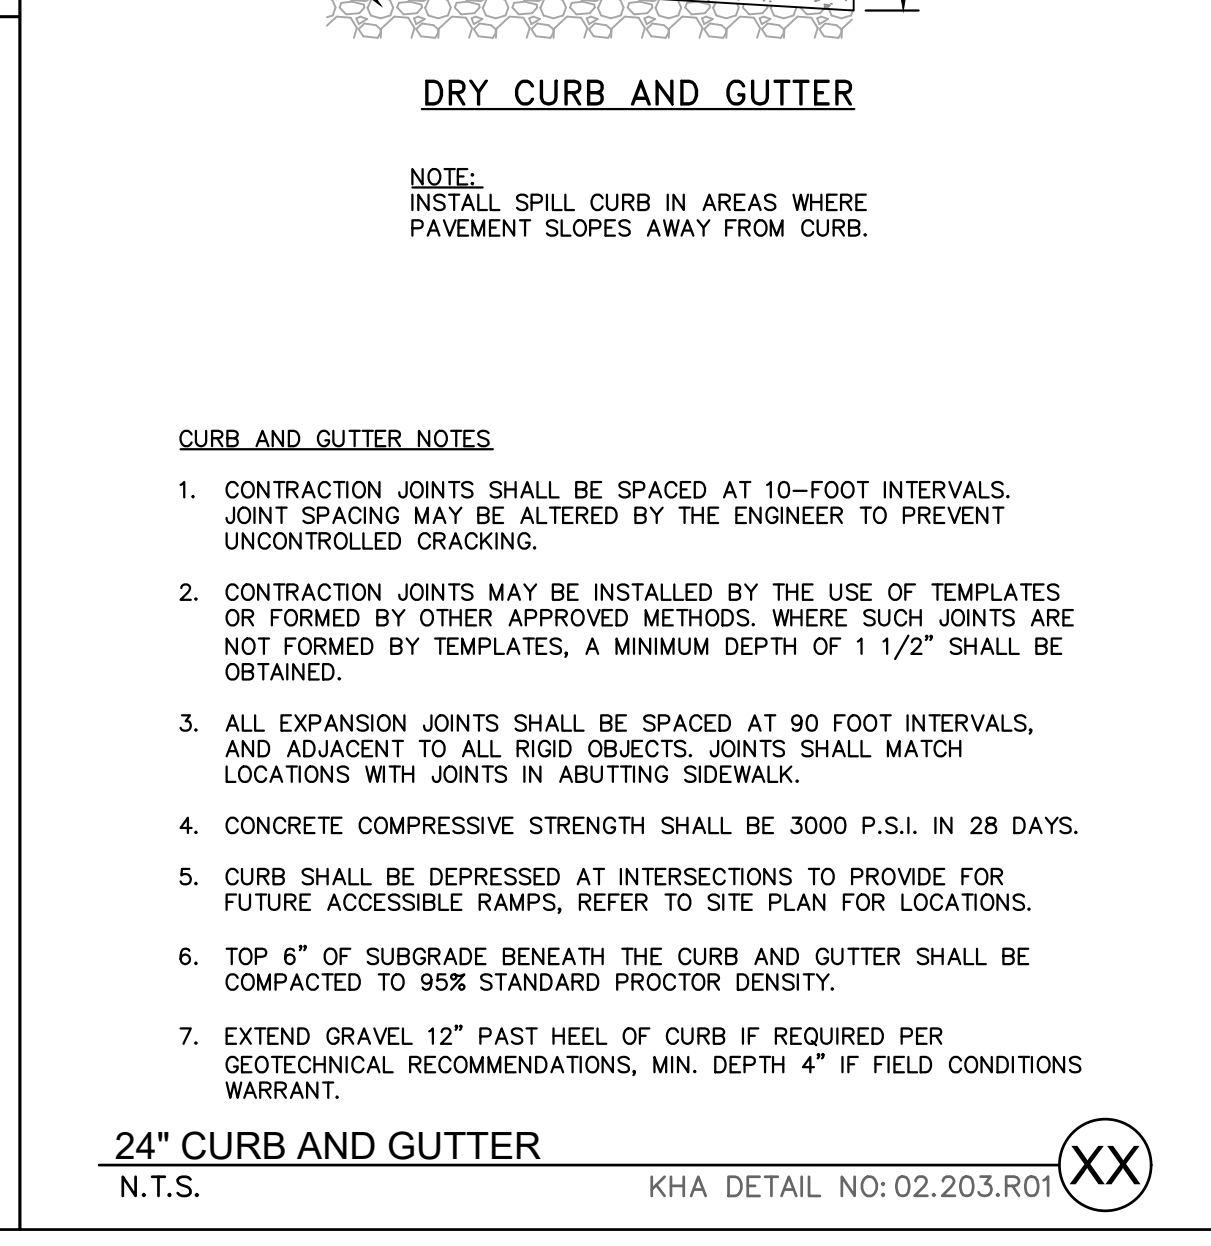 DRY CURB AND GUTTER
NOTE:
INSTALL SPILL CURB IN AREAS WHERE
PAVEMENT SLOPES AWAY FROM CURB.
CURB AND GUTTER NOTES
1. CONTRACTION JOINTS SHALL BE SPACED AT 10–FOOT INTERVALS.
JOINT SPACING MAY BE ALTERED BY THE ENGINEER TO PREVENT
UNCONTROLLED CRACKING.
2. CONTRACTION JOINTS MAY BE INSTALLED BY THE USE OF TEMPLATES
OR FORMED BY OTHER APPROVED METHODS. WHERE SUCH JOINTS ARE
NOT FORMED BY TEMPLATES, A MINIMUM DEPTH OF 1 1/2" SHALL BE
OBTAINED.
3. ALL EXPANSION JOINTS SHALL BE SPACED AT 90 FOOT INTERVALS,
AND ADJACENT TO ALL RIGID OBJECTS. JOINTS SHALL MATCH
LOCATIONS WITH JOINTS IN ABUTTING SIDEWALK.
4. CONCRETE COMPRESSIVE STRENGTH SHALL BE 3000 P.S.I. IN 28 DAYS.
5. CURB SHALL BE DEPRESSED AT INTERSECTIONS TO PROVIDE FOR
FUTURE ACCESSIBLE RAMPS, REFER TO SITE PLAN FOR LOCATIONS.
6. TOP 6" OF SUBGRADE BENEATH THE CURB AND GUTTER SHALL BE
COMPACTED TO 95% STANDARD PROCTOR DENSITY.
7. EXTEND GRAVEL 12" PAST HEEL OF CURB IF REQUIRED PER
GEOTECHNICAL RECOMMENDATIONS, MIN. DEPTH 4" IF FIELD CONDITIONS
WARRANT.
24" CURB AND GUTTER
XX
N.T.S.
KHA DETAIL NO: 02.203.R01